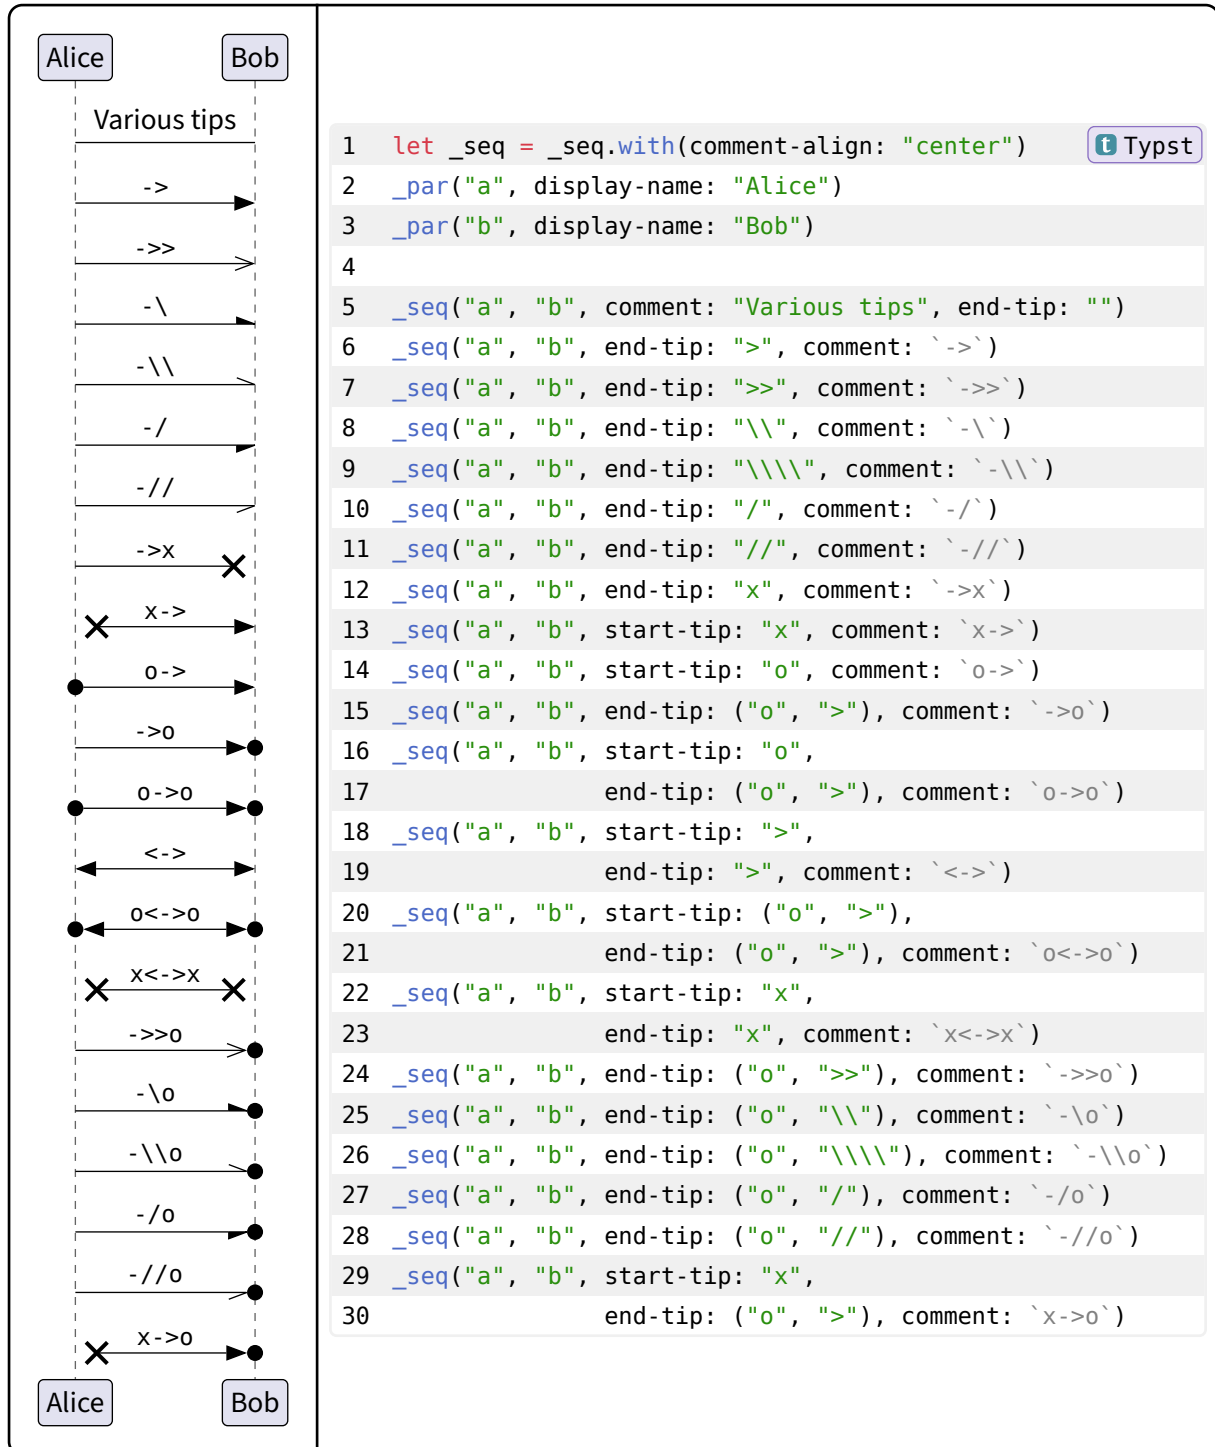 Alice Bob
Various tips
->
->>
-\
-\\
-/
-//
->x
x->
o->
->o
o->o
<->
o<->o
x<->x
->>o
-\o
-\\o
-/o
-//o
x->o
Alice Bob
Typst
1 let _seq = _seq.with(comment-align: "center")
2 _par("a", display-name: "Alice")
3 _par("b", display-name: "Bob")
4
5 _seq("a", "b", comment: "Various tips", end-tip: "")
6 _seq("a", "b", end-tip: ">", comment: `->`)
7 _seq("a", "b", end-tip: ">>", comment: `->>`)
8 _seq("a", "b", end-tip: "\\", comment: `-\`)
9 _seq("a", "b", end-tip: "\\\\", comment: `-\\`)
10 _seq("a", "b", end-tip: "/", comment: `-/`)
11 _seq("a", "b", end-tip: "//", comment: `-//`)
12 _seq("a", "b", end-tip: "x", comment: `->x`)
13 _seq("a", "b", start-tip: "x", comment: `x->`)
14 _seq("a", "b", start-tip: "o", comment: `o->`)
15 _seq("a", "b", end-tip: ("o", ">"), comment: `->o`)
16 _seq("a", "b", start-tip: "o",
17 end-tip: ("o", ">"), comment: `o->o`)
18 _seq("a", "b", start-tip: ">",
19 end-tip: ">", comment: `<->`)
20 _seq("a", "b", start-tip: ("o", ">"),
21 end-tip: ("o", ">"), comment: `o<->o`)
22 _seq("a", "b", start-tip: "x",
23 end-tip: "x", comment: `x<->x`)
24 _seq("a", "b", end-tip: ("o", ">>"), comment: `->>o`)
25 _seq("a", "b", end-tip: ("o", "\\"), comment: `-\o`)
26 _seq("a", "b", end-tip: ("o", "\\\\"), comment: `-\\o`)
27 _seq("a", "b", end-tip: ("o", "/"), comment: `-/o`)
28 _seq("a", "b", end-tip: ("o", "//"), comment: `-//o`)
29 _seq("a", "b", start-tip: "x",
30 end-tip: ("o", ">"), comment: `x->o`)